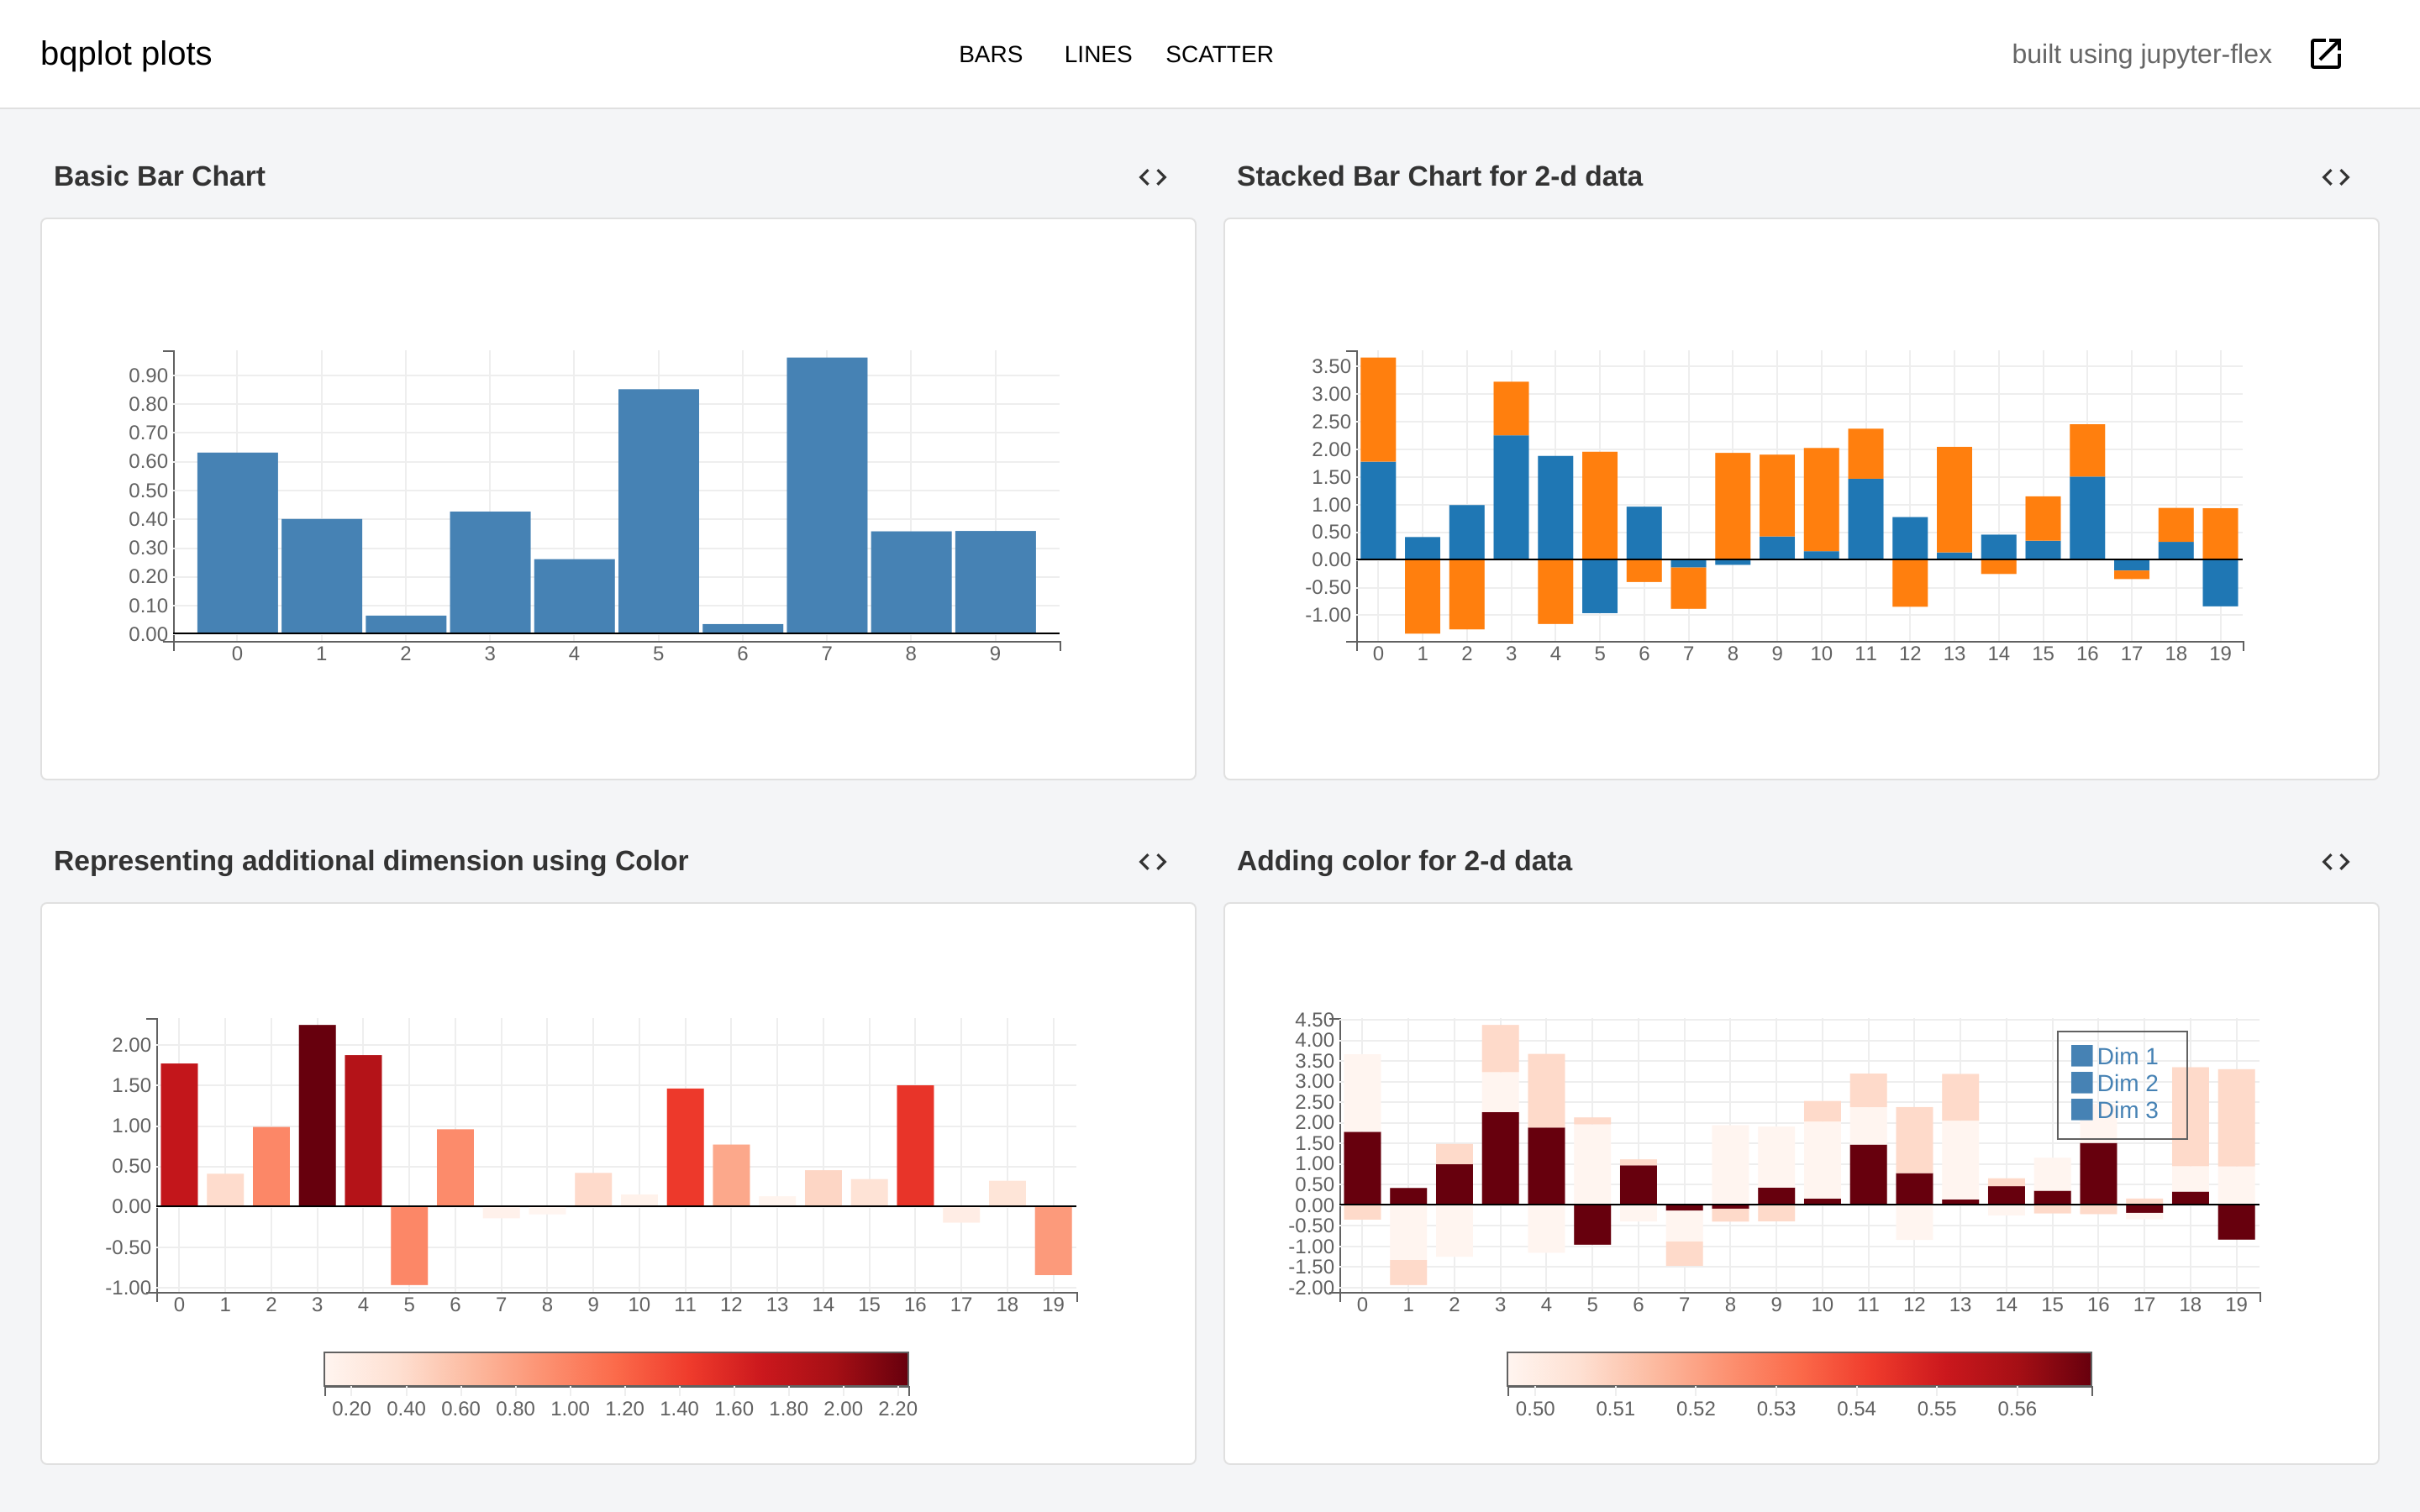 bqplot plots
BARS LINES SCATTER
built using jupyter-flex
Basic Bar Chart
0.90
0.80
0.70
0.60
0.50
0.40
0.30
0.20
0.10
0.00
0 1 2 3 4 5 6 7 8 9
Stacked Bar Chart for 2-d data
3.50
3.00
2.50
2.00
1.50
1.00
0.50
0.00
-0.50
-1.00
0 1 2 3 4 5 6 7 8 9 10 11 12 13 14 15 16 17 18 19
Representing additional dimension using Color
2.00
1.50
1.00
0.50
0.00
-0.50
-1.00
0 1 2 3 4 5 6 7 8 9 10 11 12 13 14 15 16 17 18 19
0.20 0.40 0.60 0.80 1.00 1.20 1.40 1.60 1.80 2.00 2.20
Adding color for 2-d data
4.50
4.00
3.50
3.00
2.50
2.00
1.50
1.00
0.50
0.00
-0.50
-1.00
-1.50
-2.00
Dim 1
Dim 2
Dim 3
0 1 2 3 4 5 6 7 8 9 10 11 12 13 14 15 16 17 18 19
0.50 0.51 0.52 0.53 0.54 0.55 0.56